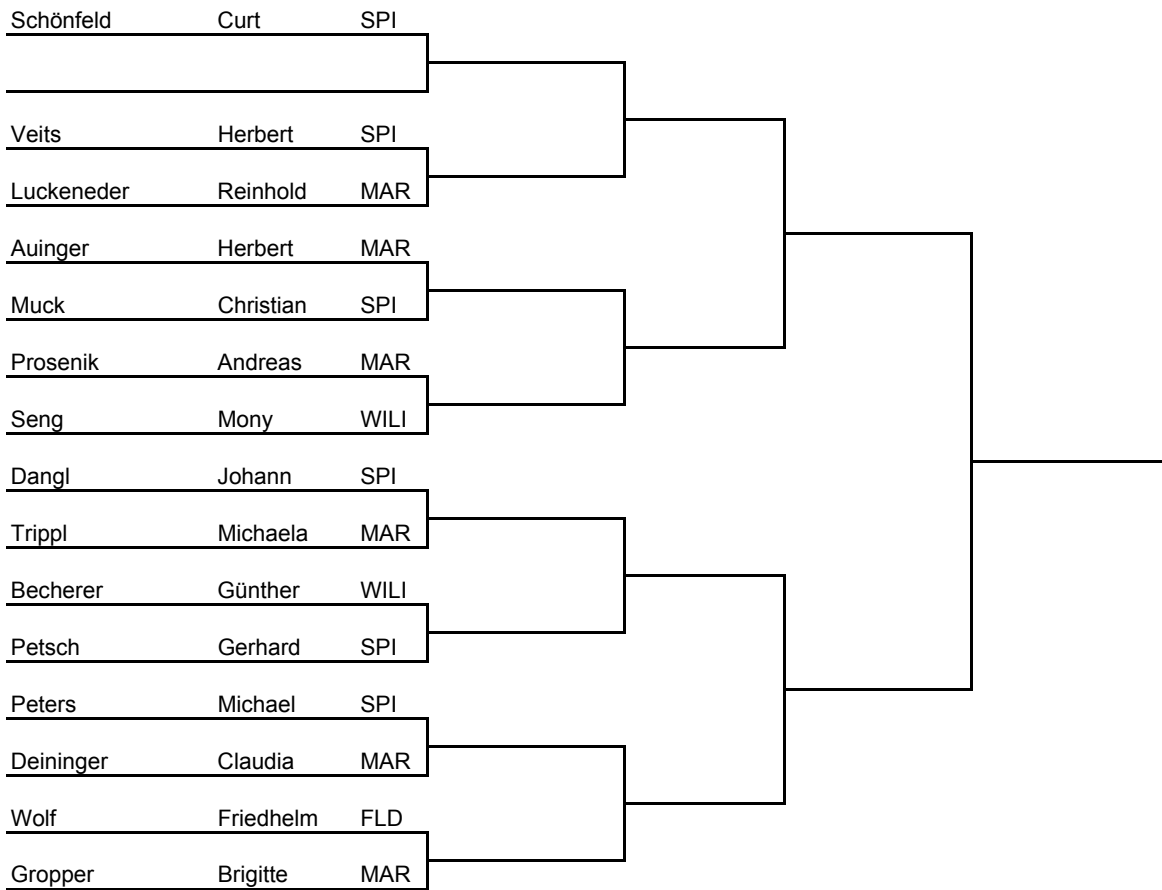 Schönfeld Curt SPI
Veits Herbert SPI
Luckeneder Reinhold MAR
Auinger Herbert MAR
Muck Christian SPI
Prosenik Andreas MAR
Seng Mony WILI
Dangl Johann SPI
Trippl Michaela MAR
Becherer Günther WILI
Petsch Gerhard SPI
Peters Michael SPI
Deininger Claudia MAR
Wolf Friedhelm FLD
Gropper Brigitte MAR